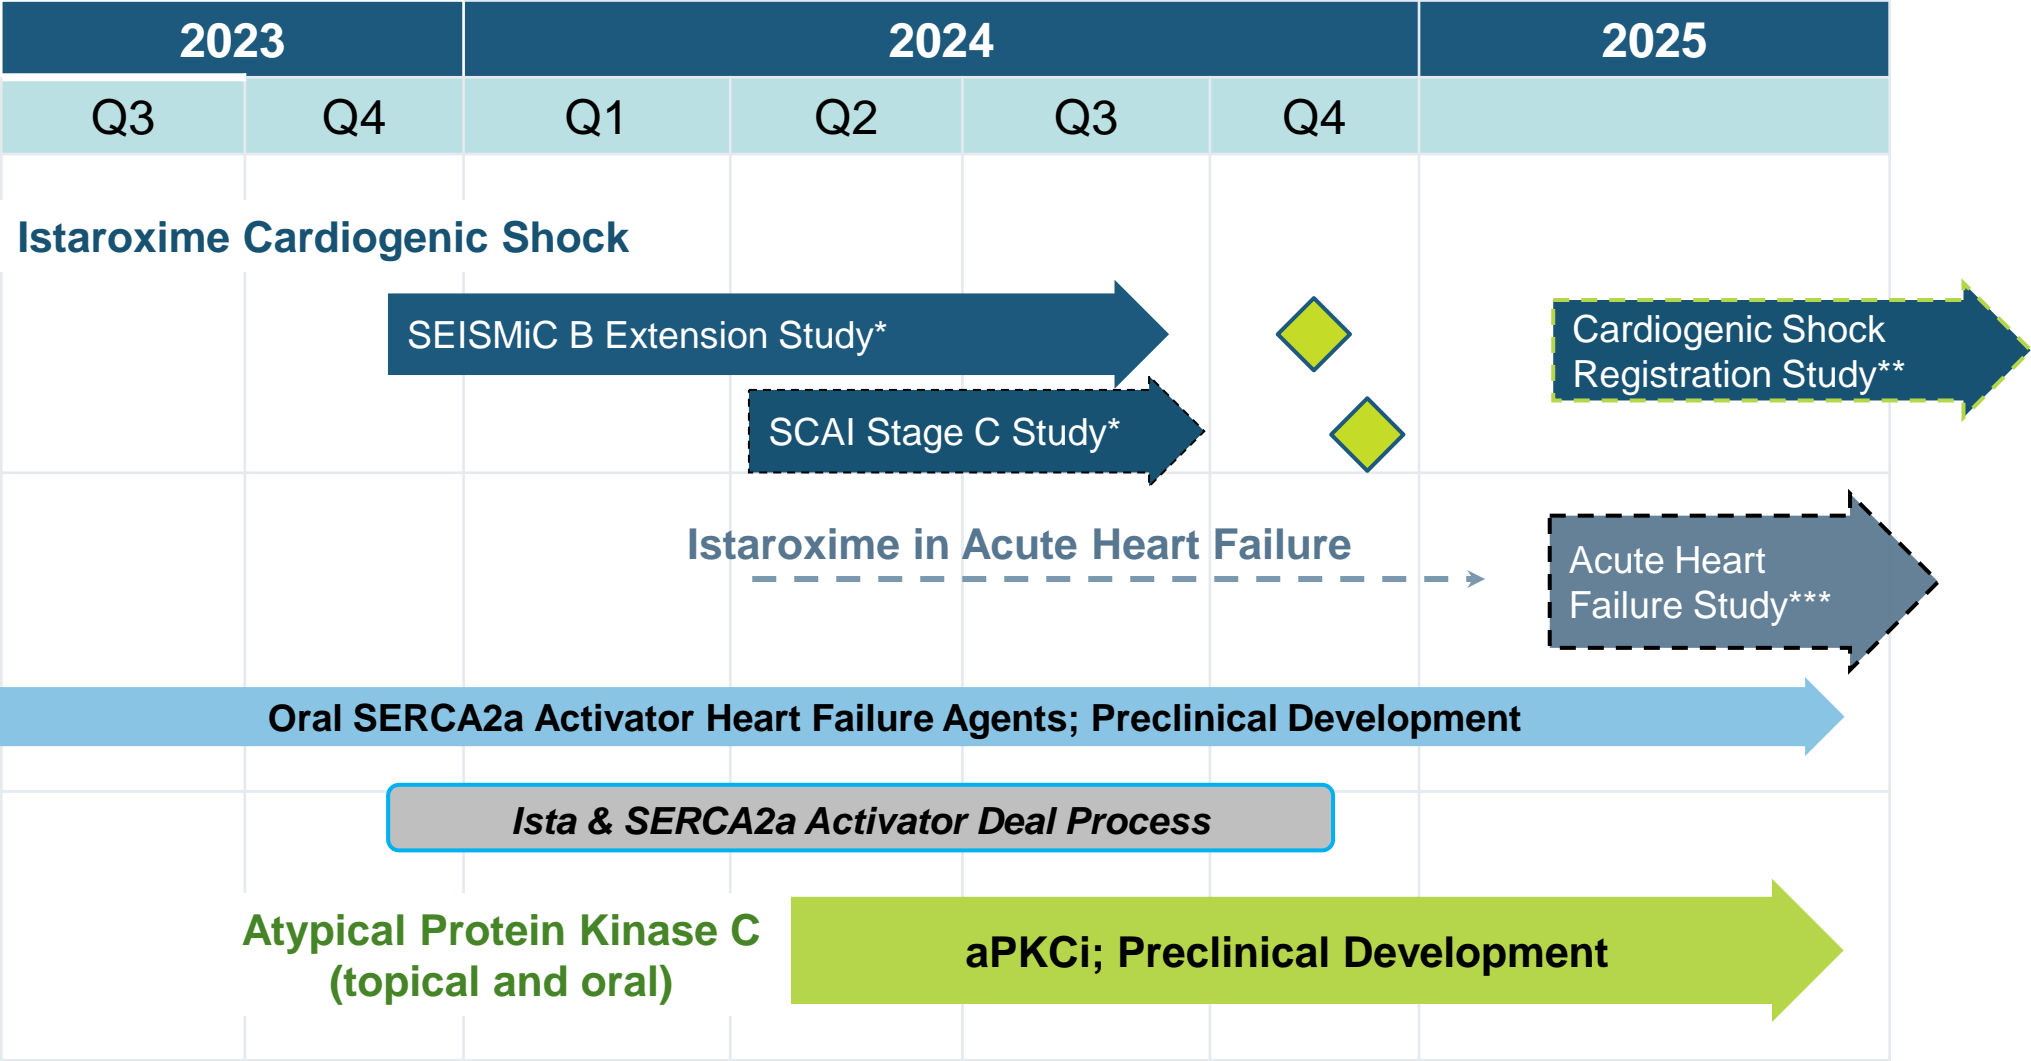 2023
2024
2025
Q3
Q4
Q1
Q2
Q3
Q4
Istaroxime Cardiogenic Shock
SEISMiC B Extension Study*
Cardiogenic Shock
Registration Study**
SCAI Stage C Study*
Istaroxime in Acute Heart Failure
Acute Heart
Failure Study***
Oral SERCA2a Activator Heart Failure Agents; Preclinical Development
Ista & SERCA2a Activator Deal Process
Atypical Protein Kinase C
(topical and oral)
aPKCi; Preclinical Development